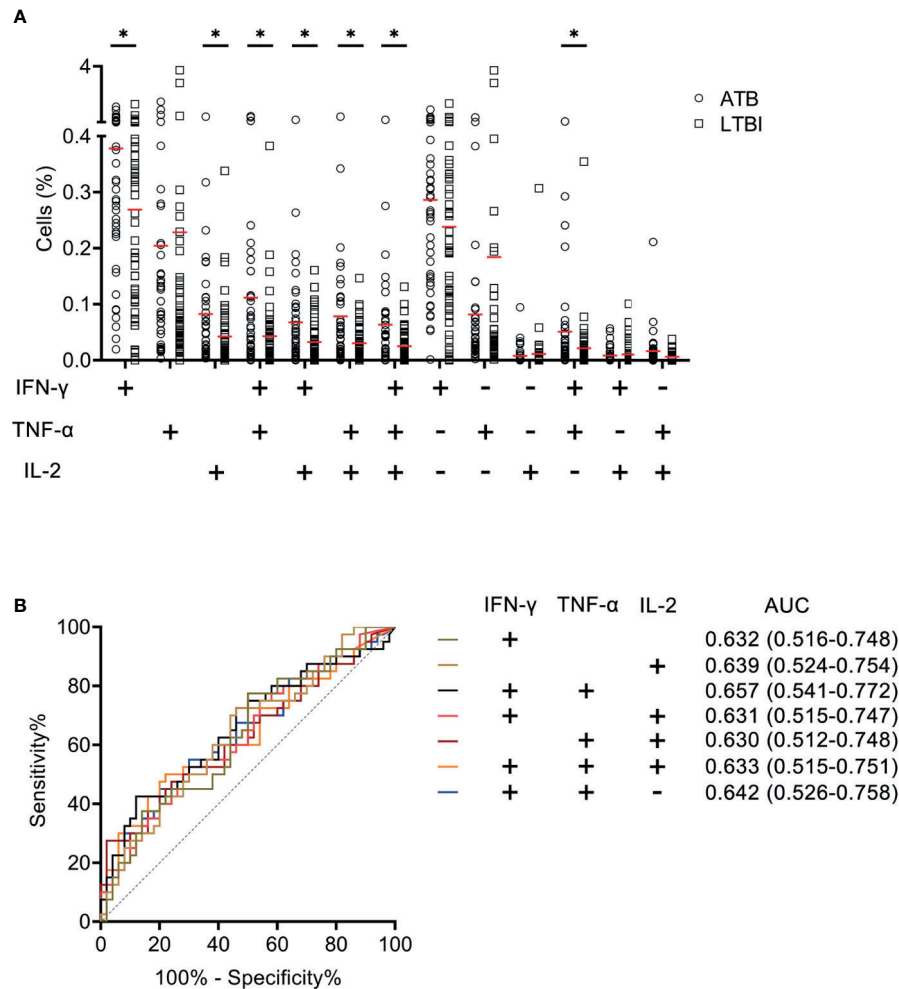 A
* * * * * * *
4
0.4
0.3
0.2
0.1
0.0
Cells (%)
ATB
LTBI
IFN-γ + + + + + - - + + -
TNF-α + + + + - + - + - +
IL-2 + + + + - - + - + +
B
100
80
60
40
20
0
Sensitivity%
0 20 40 60 80 100
100% - Specificity%
IFN-γ TNF-α IL-2 AUC
+ 0.632 (0.516-0.748)
+ 0.639 (0.524-0.754)
+ + 0.657 (0.541-0.772)
+ + 0.631 (0.515-0.747)
+ + 0.630 (0.512-0.748)
+ + + 0.633 (0.515-0.751)
+ + - 0.642 (0.526-0.758)